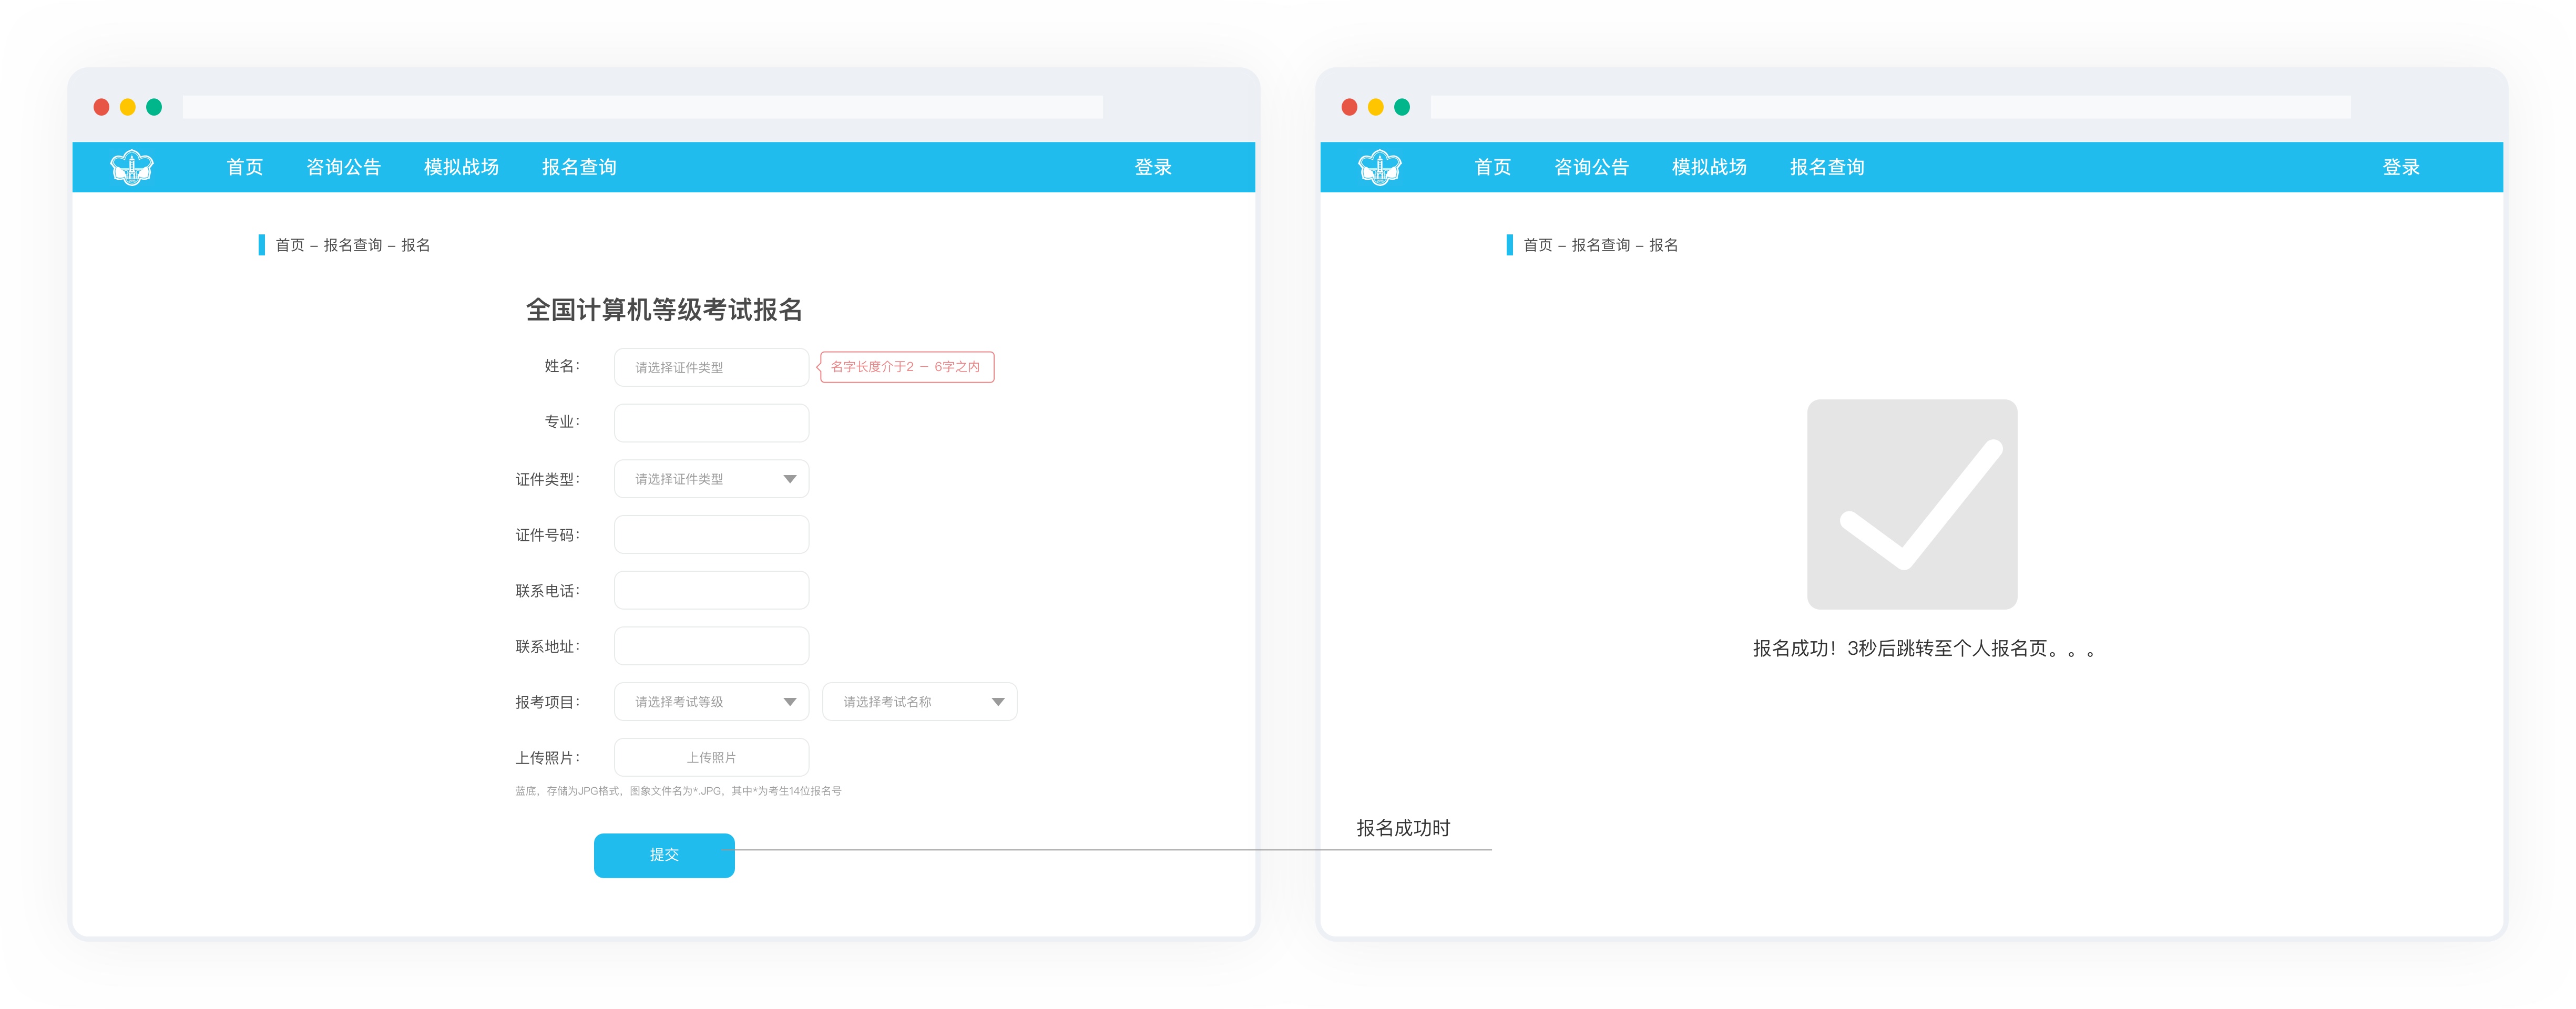 首页 咨询公告 模拟战场 报名查询 登录
首页 – 报名查询 – 报名
全国计算机等级考试报名
姓名： 请选择证件类型 名字长度介于2 － 6字之内
专业：
证件类型： 请选择证件类型
证件号码：
联系电话：
联系地址：
报考项目： 请选择考试等级 请选择考试名称
上传照片： 上传照片
蓝底，存储为JPG格式，图象文件名为*.JPG，其中*为考生14位报名号
提交
首页 咨询公告 模拟战场 报名查询 登录
首页 – 报名查询 – 报名
报名成功！3秒后跳转至个人报名页。。。
报名成功时